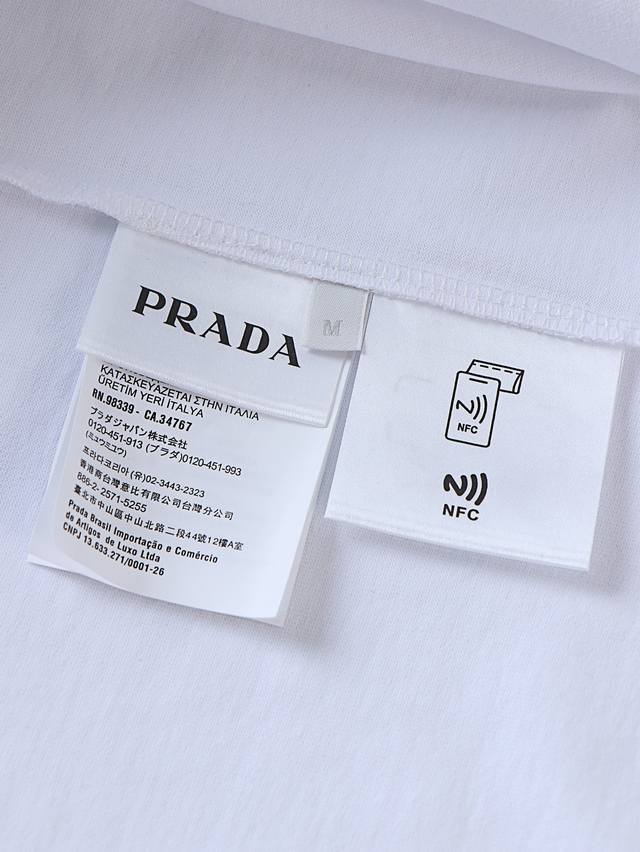 PRADA
M
ΚΑΤΑΣΚΕΥΑΖΕΤΑΙ ΣΤΗΝ ΙΤΑΛΙΑ
ÜRETİM YERİ İTALYA
RN.98339- CA.34767
プラダジャパン株式会社
0120-451-913 (プラダ)0120-451-993
(ミュウミュウ)
프라다코리아 (유)02-3443-2323
香港商台灣意比有限公司台灣分公司
886-2-2571-5255
臺北市中山區中山北路二段44號12樓A室
Prada Brasil Importação e Comércio
de Artigos de Luxo Ltda
CNPJ 13.633.271/0001-26
NFC
NFC